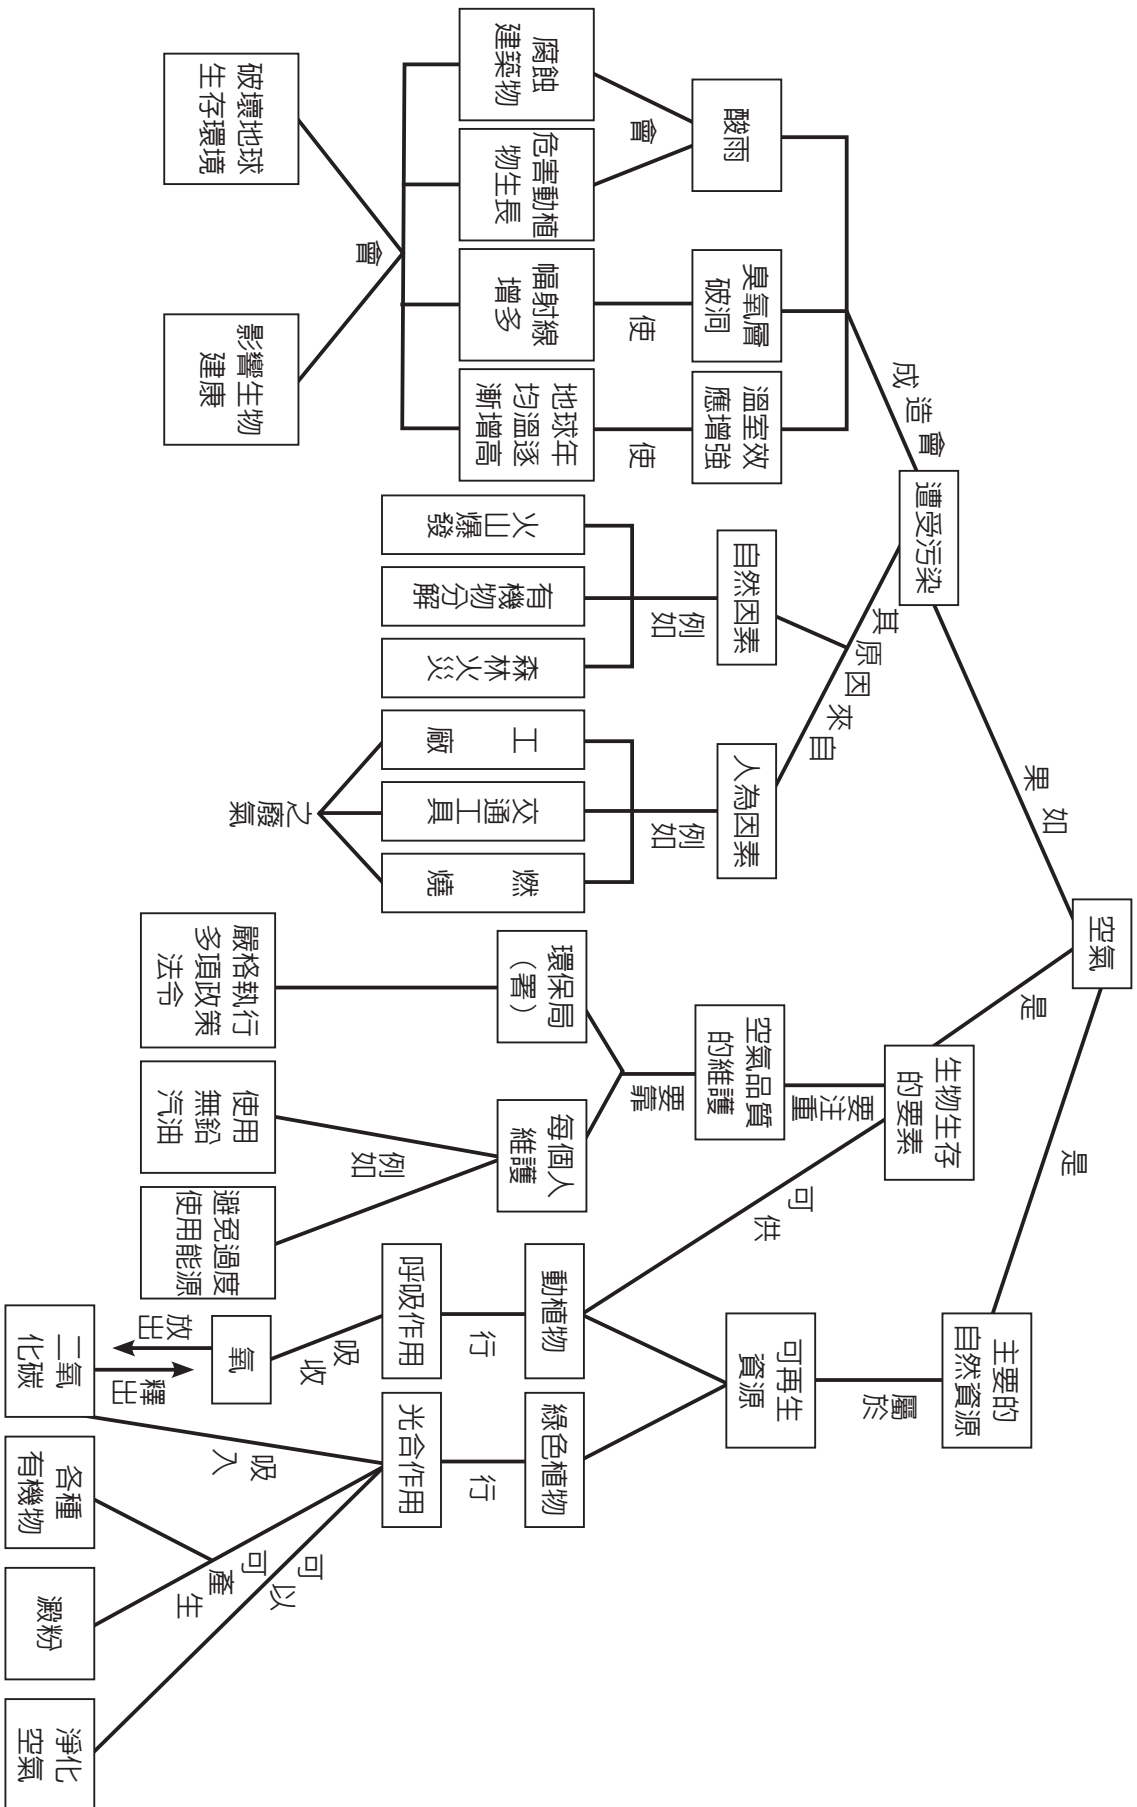 空氣
如果
是
是
遭受污染
生物生存
的要素
主要的
自然資源
會造成
其原因來自
要注
重
可供
屬
於
酸雨
臭氧層
破洞
溫室效
應增強
自然因素
人為因素
空氣品質
的維護
可再生
資源
會
使
使
例
如
例
如
要
靠
腐蝕
建築物
危害動植
物生長
幅射線
增多
地球年
均溫逐
漸增高
火山爆發
有機物分解
森林火災
工廠
交通工具
燃燒
之廢氣
環保局
（署）
每個人
維護
動植物
綠色植物
行
行
呼吸作用
光合作用
會
破壞地球
生存環境
影響生物
建康
例
如
嚴格執行
多項政策
法令
使用
無鉛
汽油
避冤過度
使用能源
吸收
氧
放
出
釋
出
吸入
可產生
可以
二氧
化碳
各種
有機物
澱粉
淨化
空氣